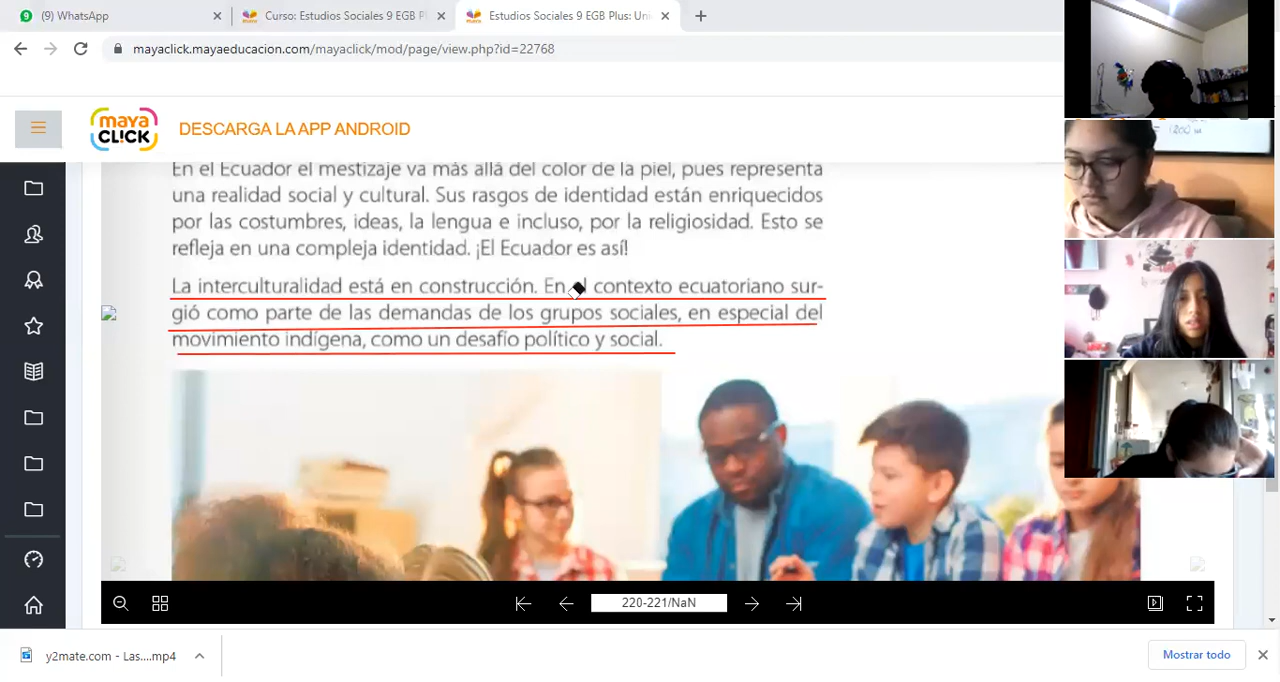 (9) WhatsApp
Curso: Estudios Sociales 9 EGB Pl
Estudios Sociales 9 EGB Plus: Un
mayaclick.mayaeducacion.com/mayaclick/mod/page/view.php?id=22768
maya CLICK
DESCARGA LA APP ANDROID
En el Ecuador el mestizaje va más allá del color de la piel, pues representa
una realidad social y cultural. Sus rasgos de identidad están enriquecidos
por las costumbres, ideas, la lengua e incluso, por la religiosidad. Esto se
refleja en una compleja identidad. ¡El Ecuador es así!
La interculturalidad está en construcción. En el contexto ecuatoriano sur-
gió como parte de las demandas de los grupos sociales, en especial del
movimiento indígena, como un desafío político y social.
220-221/NaN
y2mate.com - Las....mp4
Mostrar todo